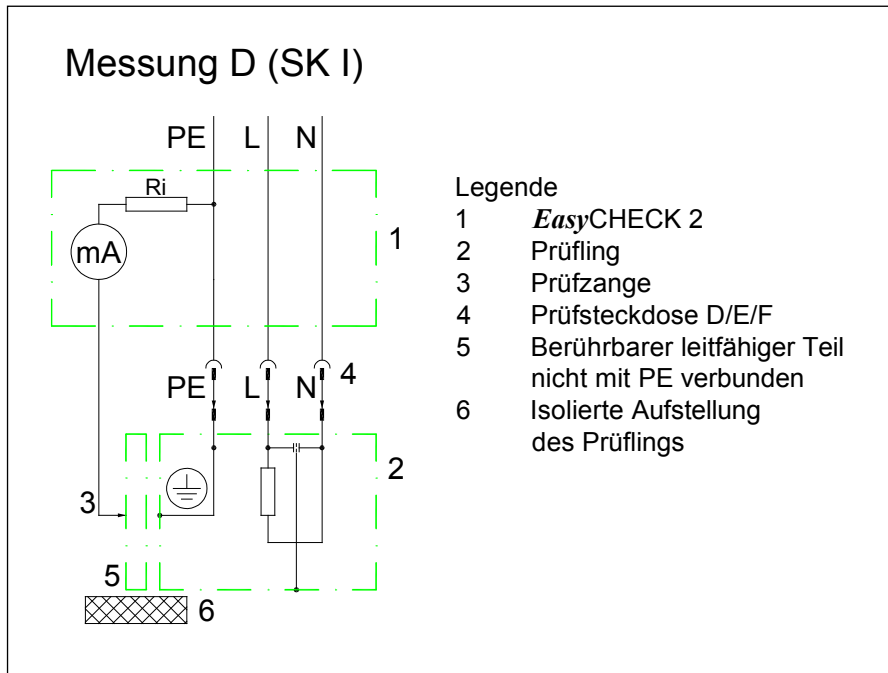 Messung D (SK I)
PE L N
Ri
mA
1
PE L N 4
2
3
5
6
Legende
1 EasyCHECK 2
2 Prüfling
3 Prüfzange
4 Prüfsteckdose D/E/F
5 Berührbarer leitfähiger Teil
nicht mit PE verbunden
6 Isolierte Aufstellung
des Prüflings